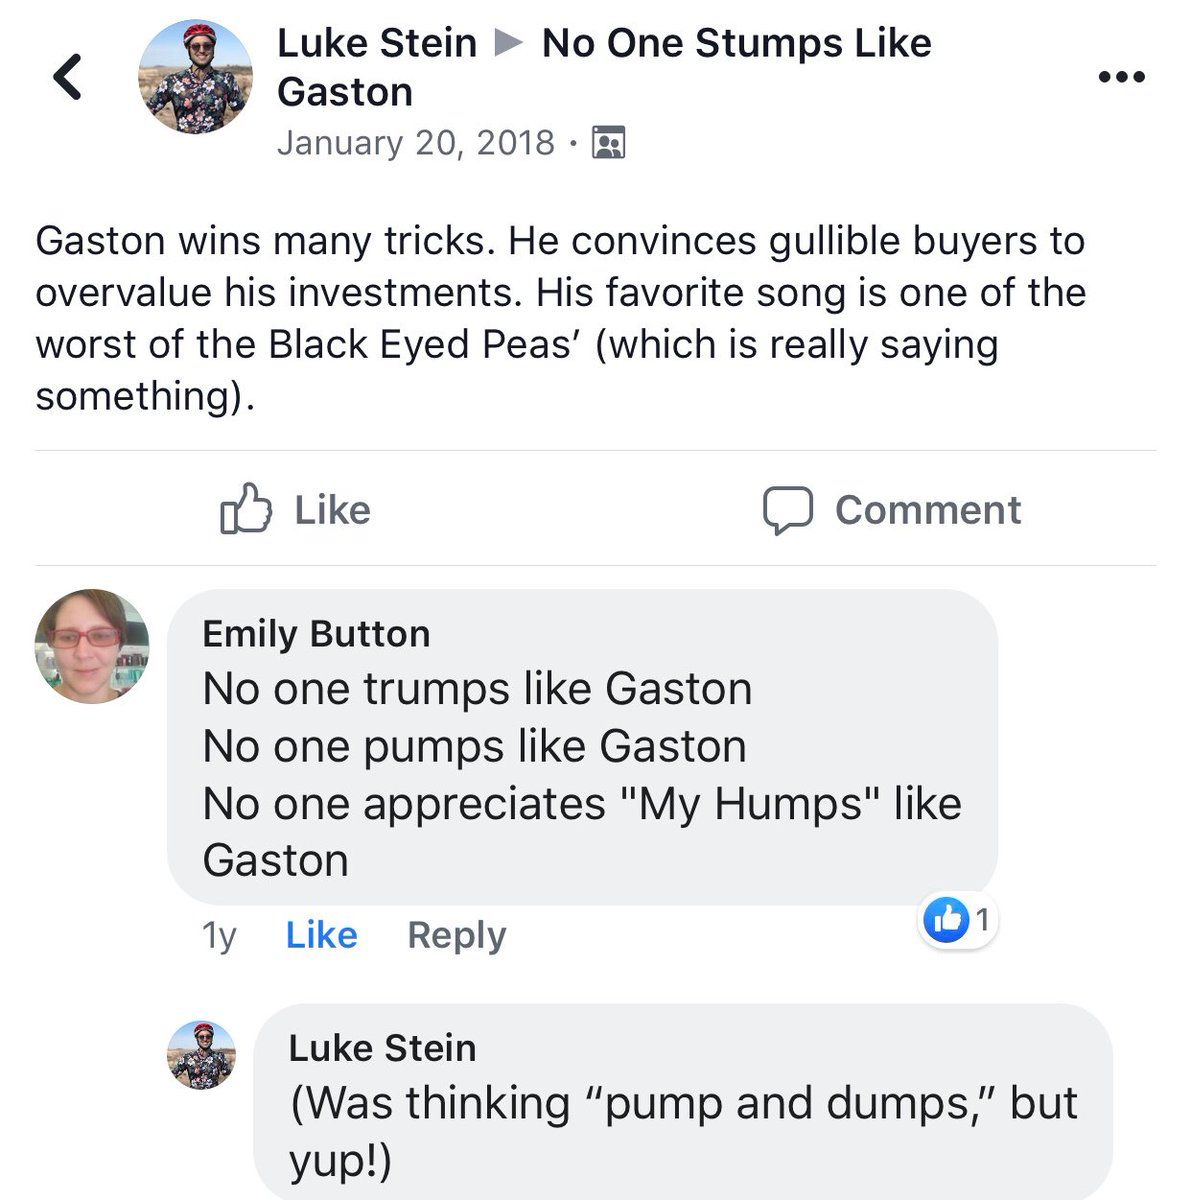 Luke Stein ▶ No One Stumps Like
Gaston
January 20, 2018 ·
Gaston wins many tricks. He convinces gullible buyers to
overvalue his investments. His favorite song is one of the
worst of the Black Eyed Peas’ (which is really saying
something).
Like
Comment
Emily Button
No one trumps like Gaston
No one pumps like Gaston
No one appreciates "My Humps" like
Gaston
1y Like Reply
1
Luke Stein
(Was thinking “pump and dumps,” but
yup!)